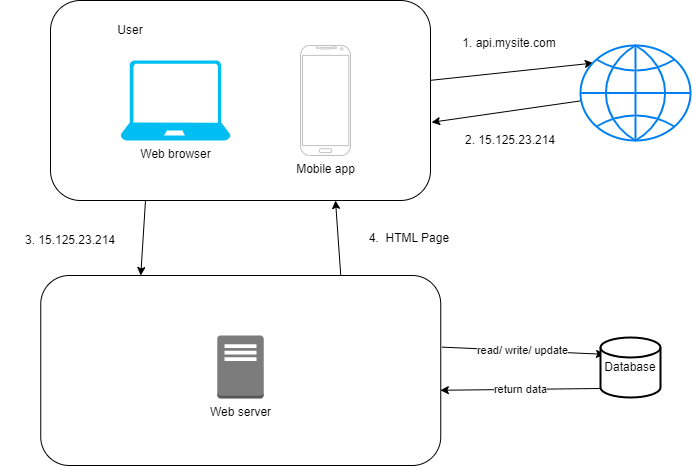 User
1. api.mysite.com
Web browser
Mobile app
2. 15.125.23.214
3. 15.125.23.214
4. HTML Page
read/ write/ update
Database
return data
Web server